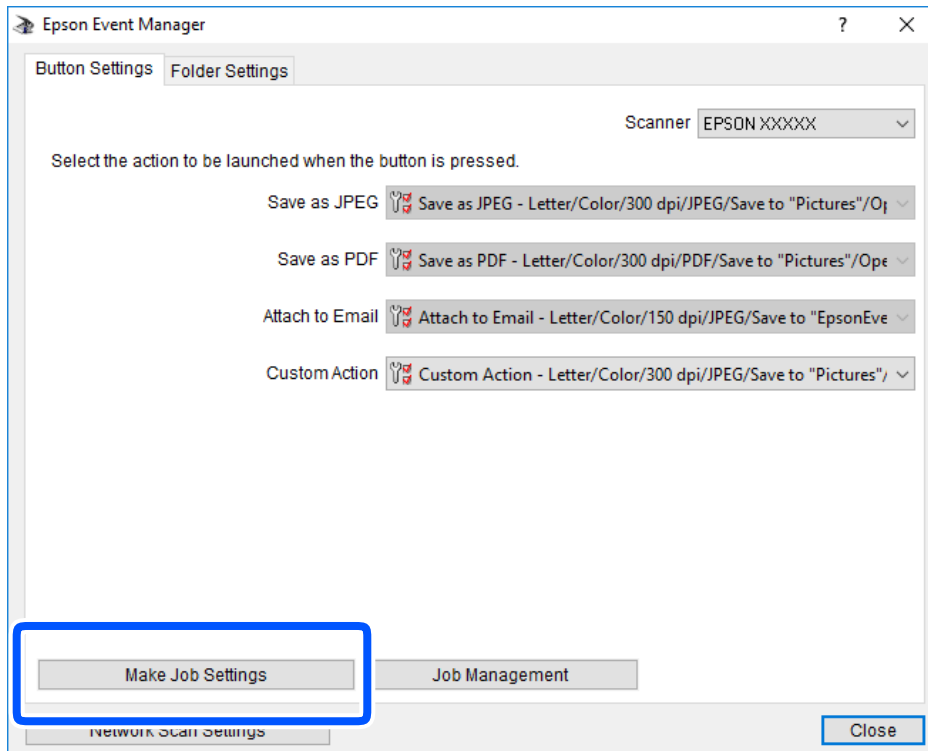 Epson Event Manager
Button Settings Folder Settings
Scanner EPSON XXXXX
Select the action to be launched when the button is pressed.
Save as JPEG Save as JPEG - Letter/Color/300 dpi/JPEG/Save to "Pictures"/Op
Save as PDF Save as PDF - Letter/Color/300 dpi/PDF/Save to "Pictures"/Ope
Attach to Email Attach to Email - Letter/Color/150 dpi/JPEG/Save to "EpsonEve
Custom Action Custom Action - Letter/Color/300 dpi/JPEG/Save to "Pictures"/
Make Job Settings Job Management
Network Scan Settings Close